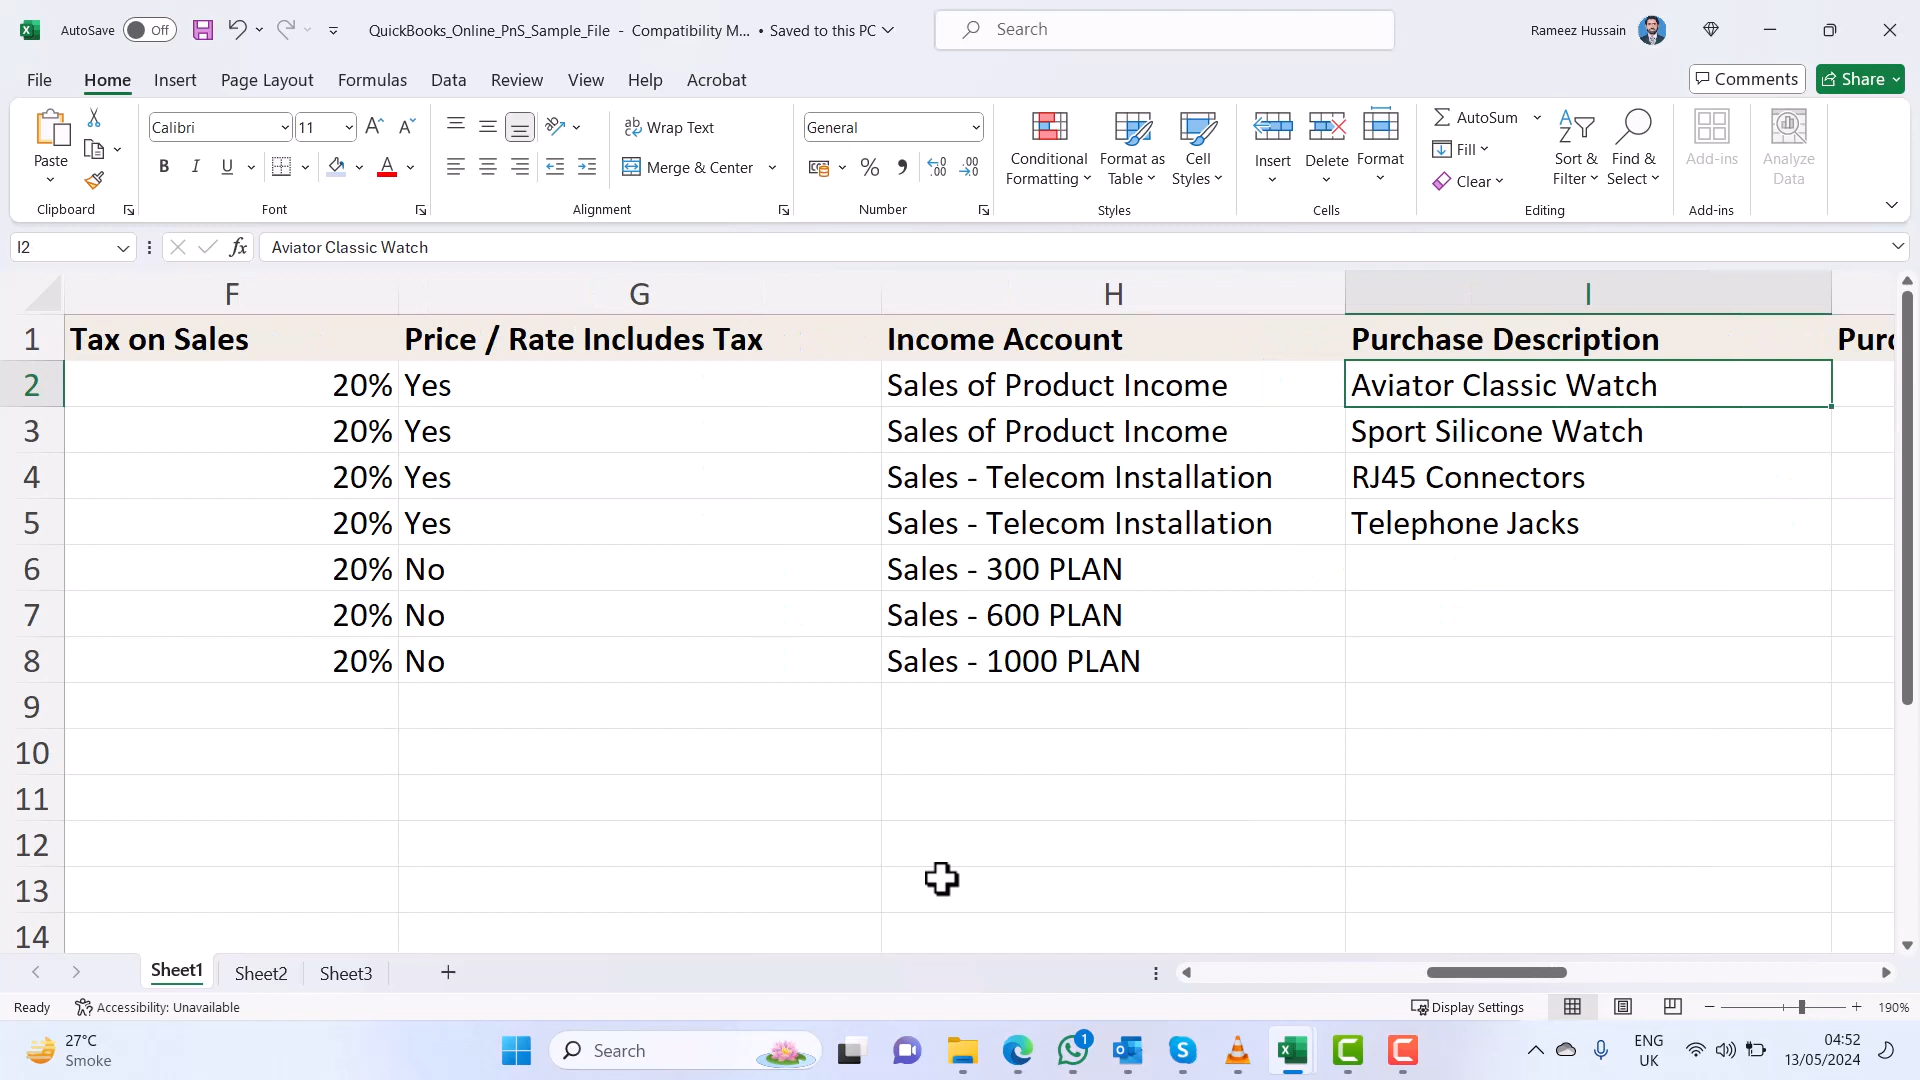 AutoSave Off QuickBooks_Online_PnS_Sample_File - Compatibility M... • Saved to this PC Search Rameez Hussain
File Home Insert Page Layout Formulas Data Review View Help Acrobat Comments Share
Paste Calibri 11 Wrap Text General Conditional Formatting Format as Table Cell Styles Insert Delete Format AutoSum Fill Clear Sort & Filter Find & Select Add-ins Analyze Data
B I U A Merge & Center % ,
Clipboard Font Alignment Number Styles Cells Editing Add-ins
I2 fx Aviator Classic Watch
F G H I
1 Tax on Sales Price / Rate Includes Tax Income Account Purchase Description Purc
2 20% Yes Sales of Product Income Aviator Classic Watch
3 20% Yes Sales of Product Income Sport Silicone Watch
4 20% Yes Sales - Telecom Installation RJ45 Connectors
5 20% Yes Sales - Telecom Installation Telephone Jacks
6 20% No Sales - 300 PLAN
7 20% No Sales - 600 PLAN
8 20% No Sales - 1000 PLAN
9
10
11
12
13
14
Sheet1 Sheet2 Sheet3
Ready Accessibility: Unavailable Display Settings 190%
27°C Smoke Search 1 ENG UK 04:52 13/05/2024